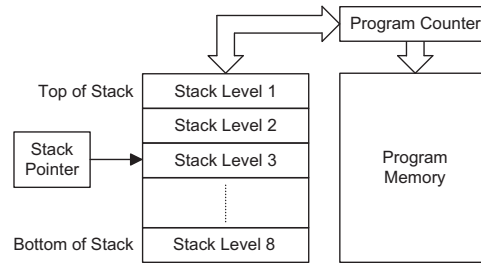 Program Counter
Top of Stack
Stack Level 1
Stack Level 2
Stack
Pointer
Stack Level 3
Program
Memory
Bottom of Stack
Stack Level 8